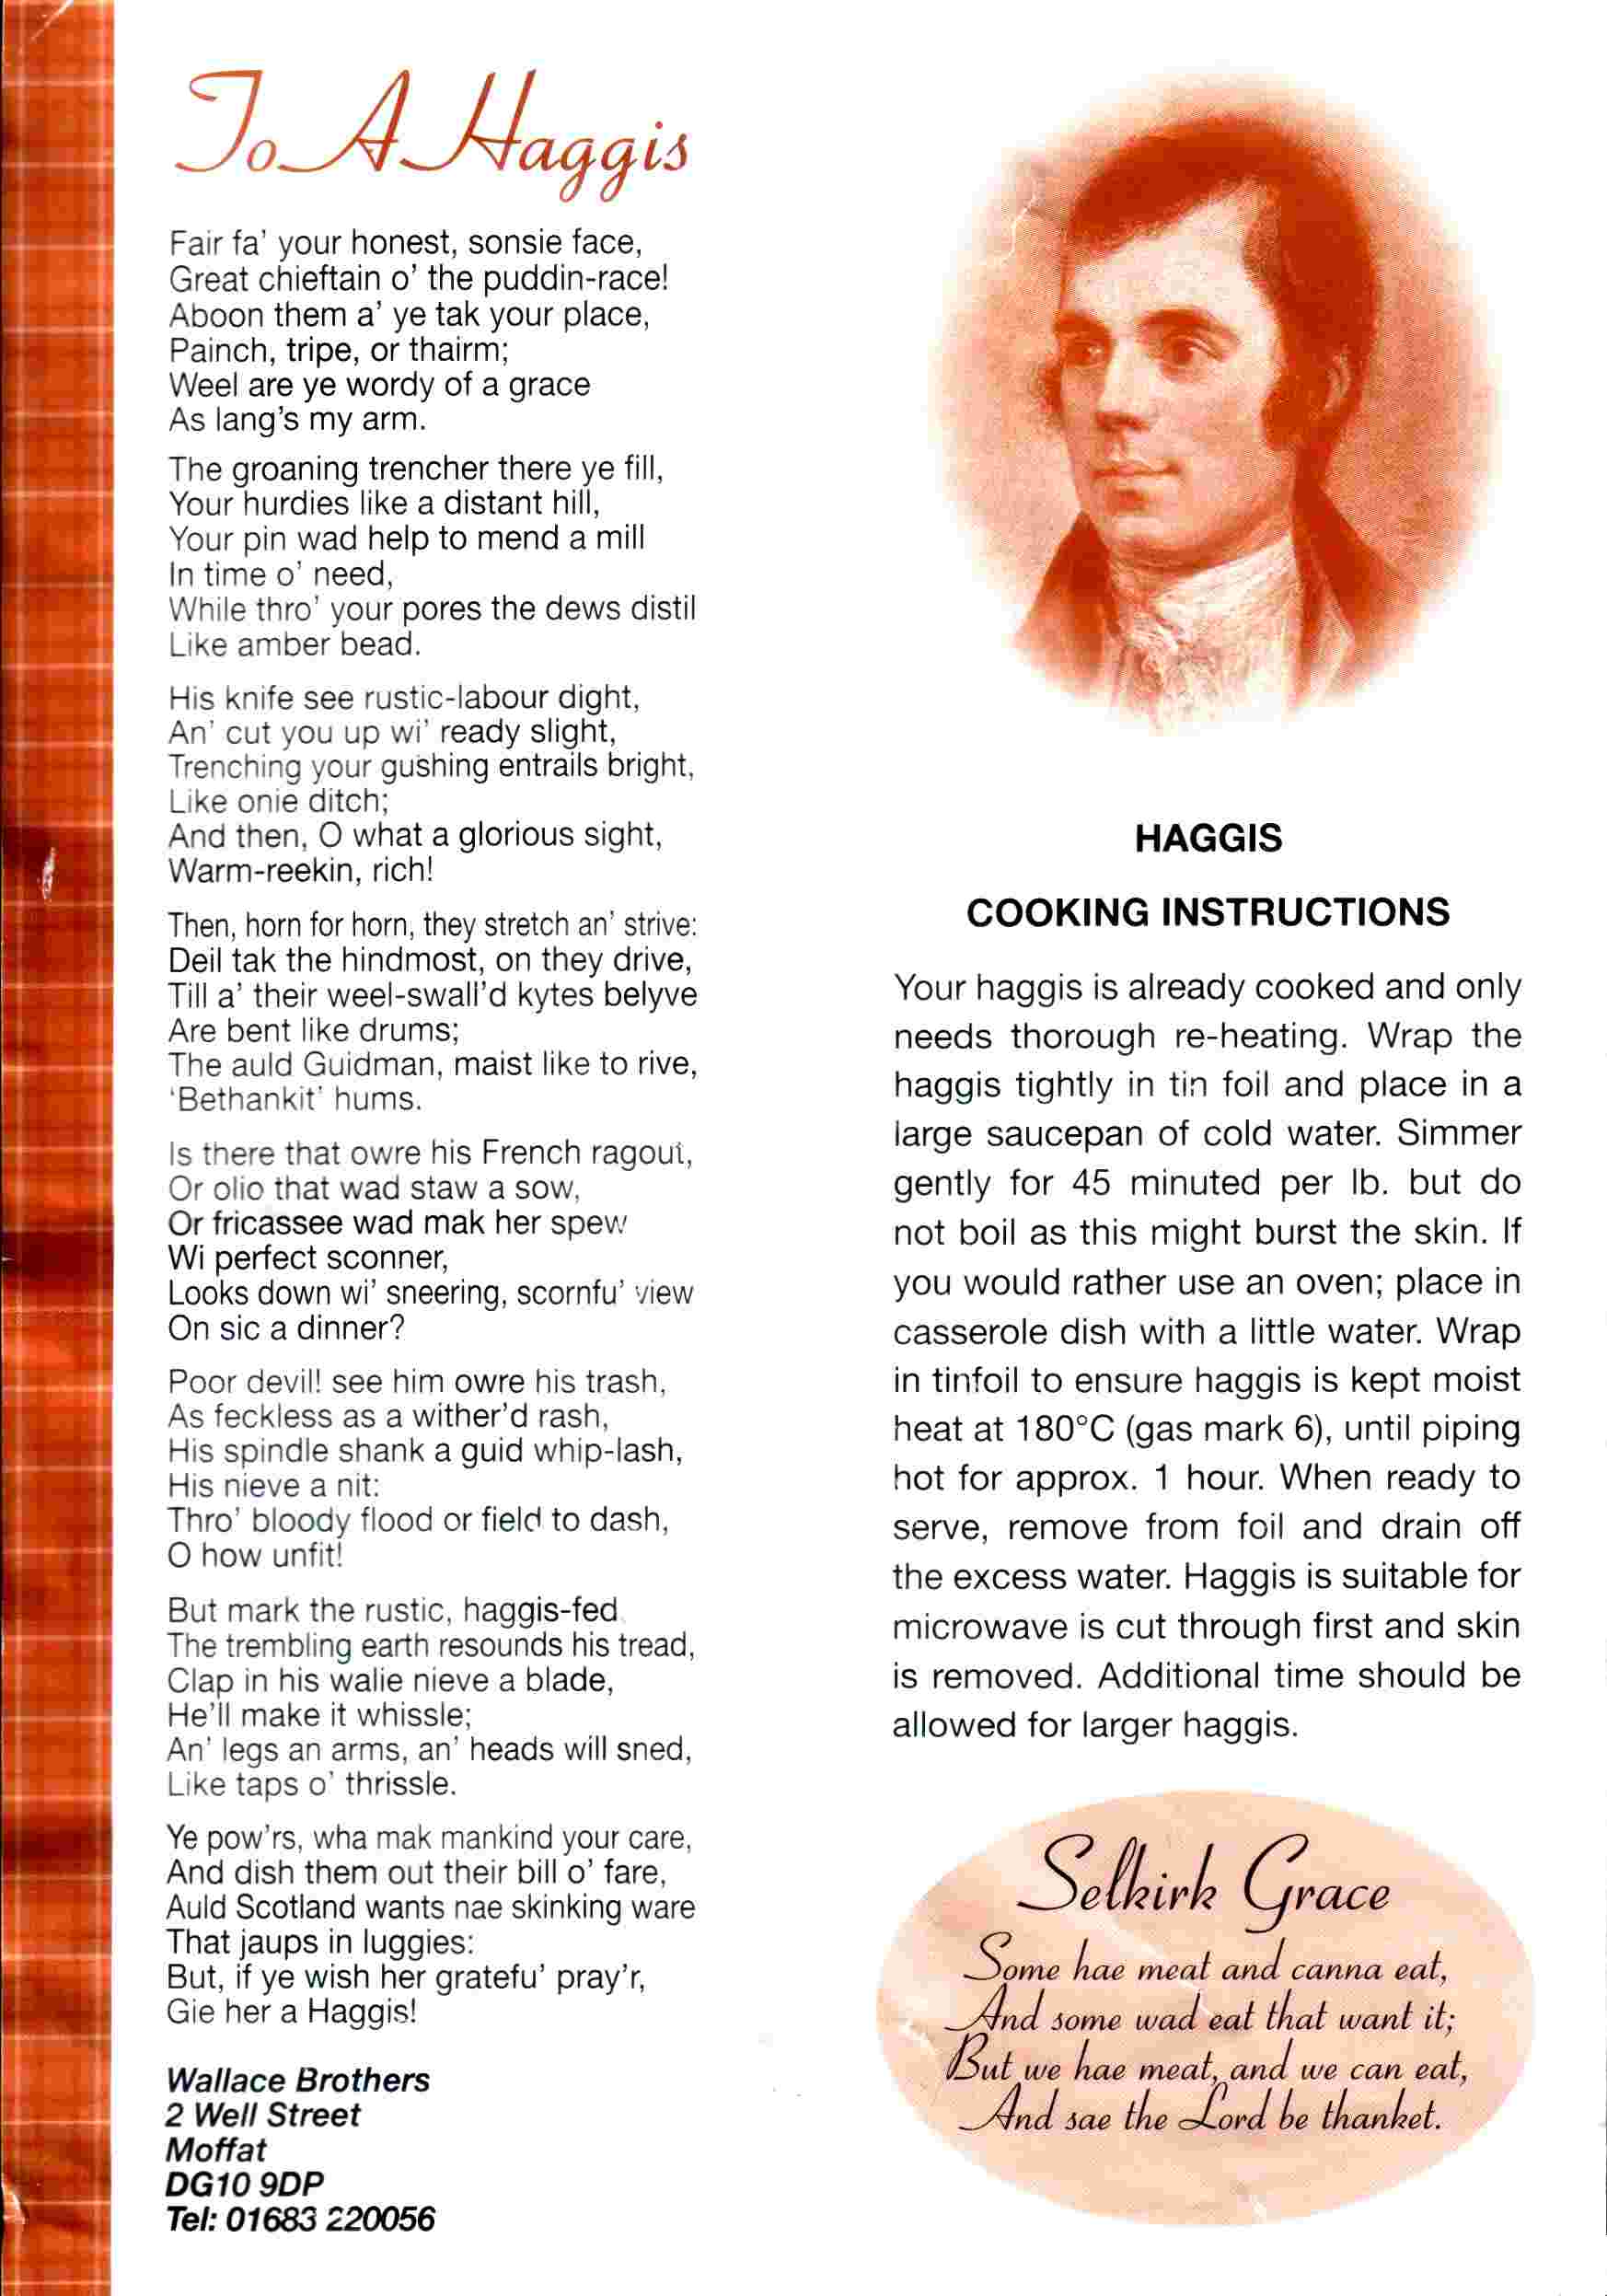 To A Haggis
Fair fa' your honest, sonsie face,
Great chieftain o' the puddin-race!
Aboon them a' ye tak your place,
Painch, tripe, or thairm;
Weel are ye wordy of a grace
As lang's my arm.
The groaning trencher there ye fill,
Your hurdies like a distant hill,
Your pin wad help to mend a mill
In time o' need,
While thro' your pores the dews distil
Like amber bead.
His knife see rustic-labour dight,
An' cut you up wi' ready slight,
Trenching your gushing entrails bright,
Like onie ditch;
And then, O what a glorious sight,
Warm-reekin, rich!
Then, horn for horn, they stretch an' strive:
Deil tak the hindmost, on they drive,
Till a' their weel-swall'd kytes belyve
Are bent like drums;
The auld Guidman, maist like to rive,
'Bethankit' hums.
Is there that owre his French ragout,
Or olio that wad staw a sow,
Or fricassee wad mak her spew
Wi perfect sconner,
Looks down wi' sneering, scornfu' view
On sic a dinner?
Poor devil! see him owre his trash,
As feckless as a wither'd rash,
His spindle shank a guid whip-lash,
His nieve a nit:
Thro' bloody flood or field to dash,
O how unfit!
But mark the rustic, haggis-fed
The trembling earth resounds his tread,
Clap in his walie nieve a blade,
He'll make it whissle;
An' legs an arms, an' heads will sned,
Like taps o' thrissle.
Ye pow'rs, wha mak mankind your care,
And dish them out their bill o' fare,
Auld Scotland wants nae skinking ware
That jaups in luggies:
But, if ye wish her gratefu' pray'r,
Gie her a Haggis!
Wallace Brothers
2 Well Street
Moffat
DG10 9DP
Tel: 01683 220056
HAGGIS
COOKING INSTRUCTIONS
Your haggis is already cooked and only
needs thorough re-heating. Wrap the
haggis tightly in tin foil and place in a
large saucepan of cold water. Simmer
gently for 45 minuted per lb. but do
not boil as this might burst the skin. If
you would rather use an oven; place in
casserole dish with a little water. Wrap
in tinfoil to ensure haggis is kept moist
heat at 180°C (gas mark 6), until piping
hot for approx. 1 hour. When ready to
serve, remove from foil and drain off
the excess water. Haggis is suitable for
microwave is cut through first and skin
is removed. Additional time should be
allowed for larger haggis.
Selkirk Grace
Some hae meat and canna eat,
And some wad eat that want it;
But we hae meat, and we can eat,
And sae the Lord be thanket.